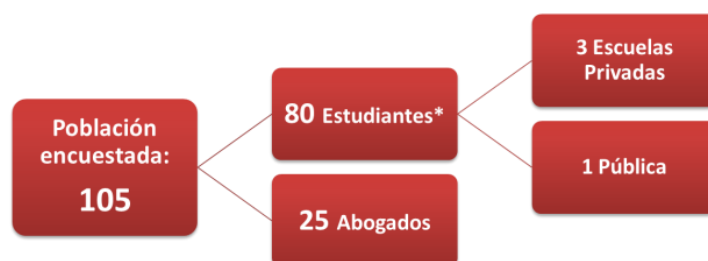 Población
encuestada:
105
80 Estudiantes*
25 Abogados
3 Escuelas
Privadas
1 Pública